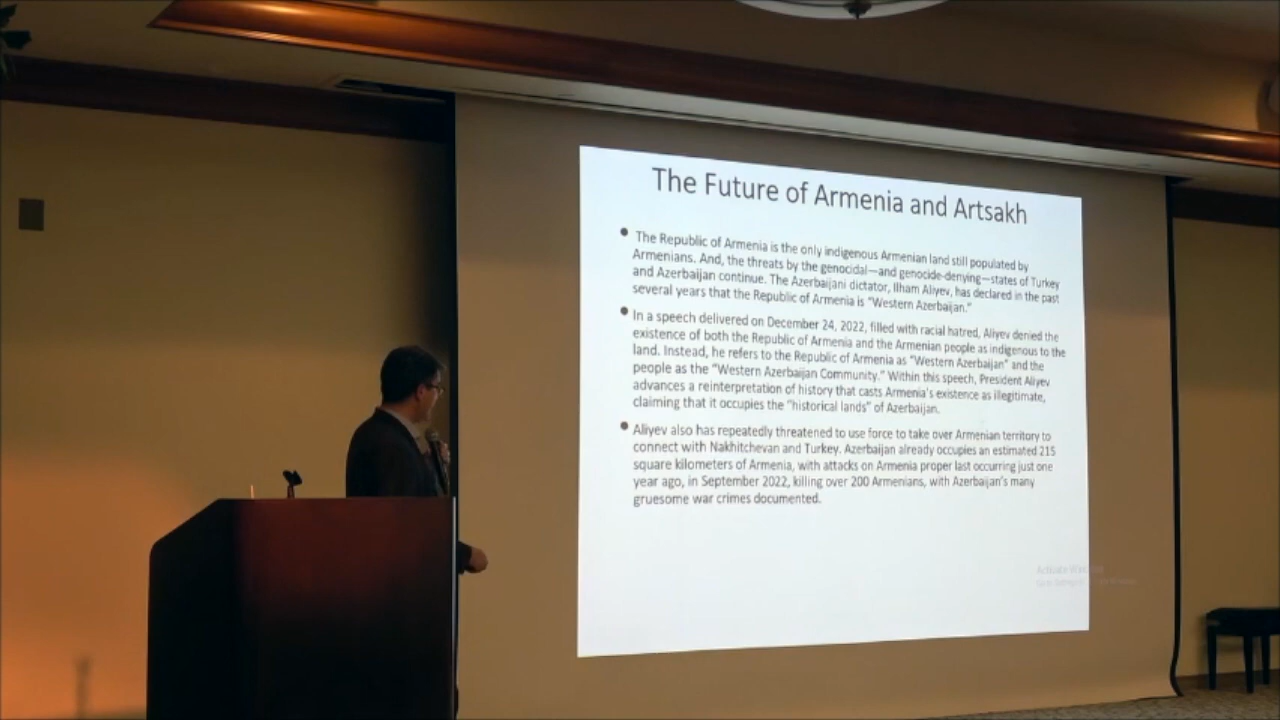 The Future of Armenia and Artsakh
• The Republic of Armenia is the only indigenous Armenian land still populated by
Armenians. And, the threats by the genocidal—and genocide-denying—states of Turkey
and Azerbaijan continue. The Azerbaijani dictator, Ilham Aliyev, has declared in the past
several years that the Republic of Armenia is "Western Azerbaijan."
• In a speech delivered on December 24, 2022, filled with racial hatred, Aliyev denied the
existence of both the Republic of Armenia and the Armenian people as indigenous to the
land. Instead, he refers to the Republic of Armenia as "Western Azerbaijan" and the
people as the "Western Azerbaijan Community." Within this speech, President Aliyev
advances a reinterpretation of history that casts Armenia's existence as illegitimate,
claiming that it occupies the "historical lands" of Azerbaijan.
• Aliyev also has repeatedly threatened to use force to take over Armenian territory to
connect with Nakhitchevan and Turkey. Azerbaijan already occupies an estimated 215
square kilometers of Armenia, with attacks on Armenia proper last occurring just one
year ago, in September 2022, killing over 200 Armenians, with Azerbaijan's many
gruesome war crimes documented.